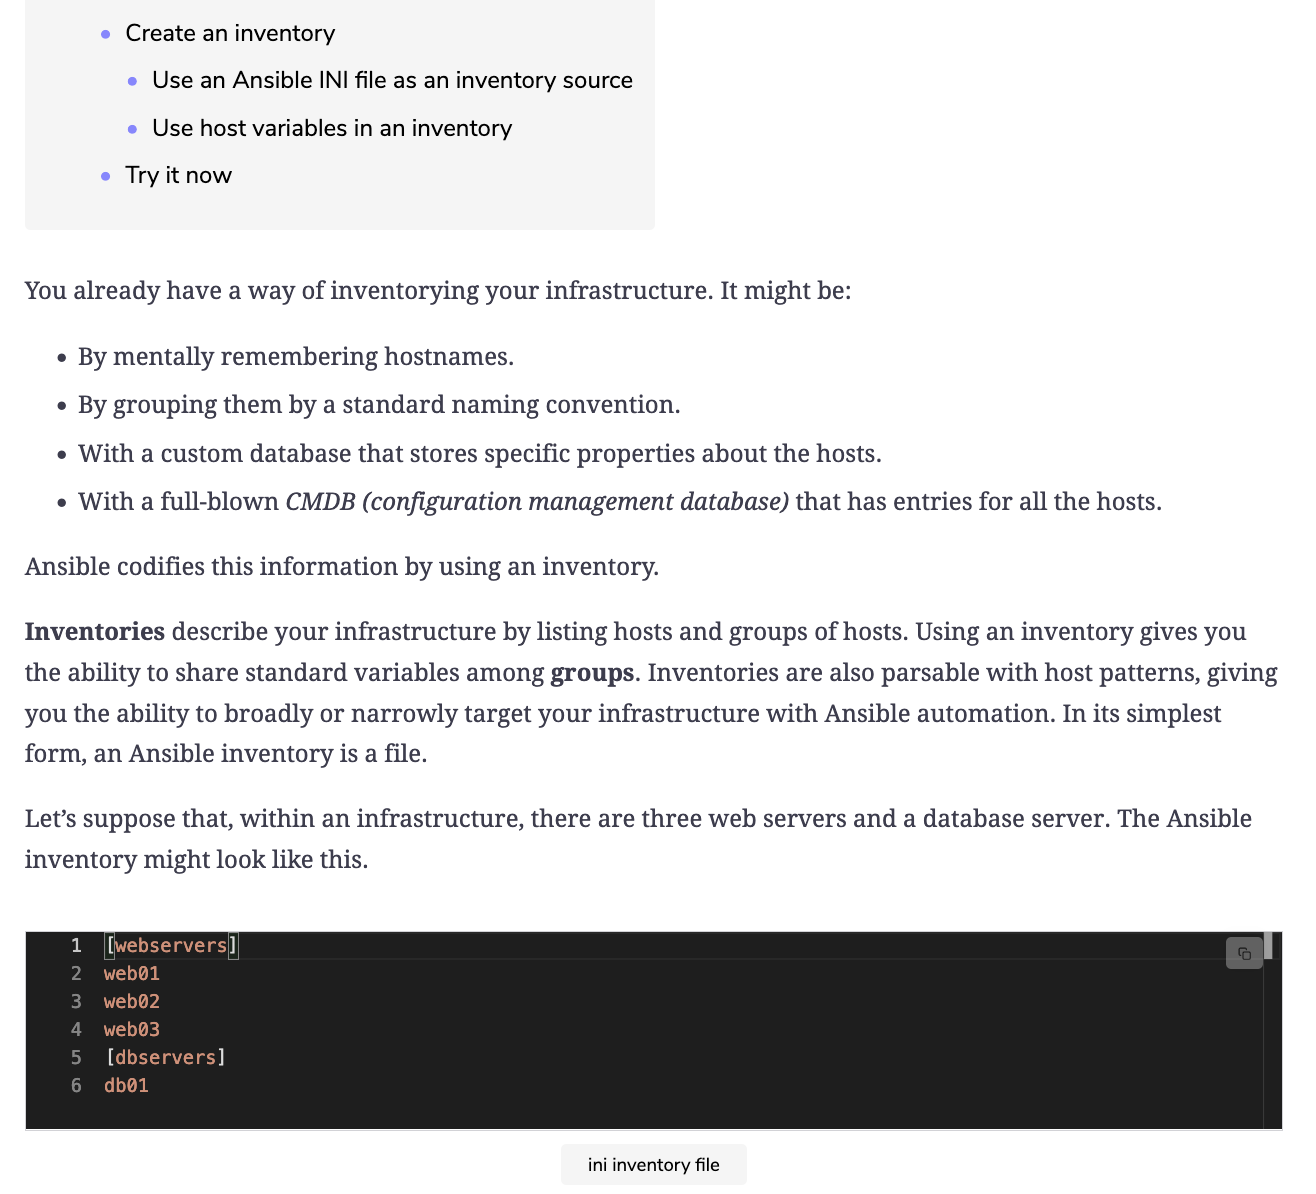 Create an inventory
Use an Ansible INI file as an inventory source
Use host variables in an inventory
Try it now
You already have a way of inventorying your infrastructure. It might be:
By mentally remembering hostnames.
By grouping them by a standard naming convention.
With a custom database that stores specific properties about the hosts.
With a full-blown CMDB (configuration management database) that has entries for all the hosts.
Ansible codifies this information by using an inventory.
Inventories describe your infrastructure by listing hosts and groups of hosts. Using an inventory gives you
the ability to share standard variables among groups. Inventories are also parsable with host patterns, giving
you the ability to broadly or narrowly target your infrastructure with Ansible automation. In its simplest
form, an Ansible inventory is a file.
Let’s suppose that, within an infrastructure, there are three web servers and a database server. The Ansible
inventory might look like this.
1 [webservers]
2 web01
3 web02
4 web03
5 [dbservers]
6 db01
ini inventory file